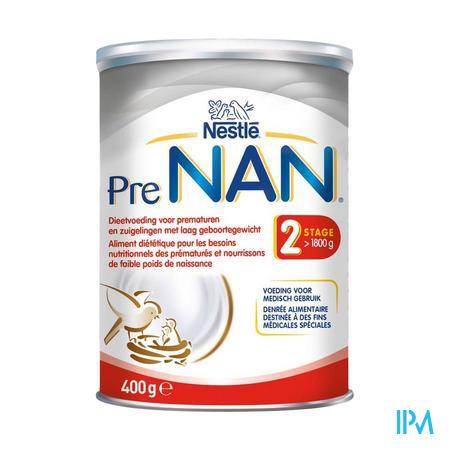 Nestlé
Pre NAN®
Dieetvoeding voor prematuren
en zuigelingen met laag geboortegewicht
Aliment diététique pour les besoins
nutritionnels des prématurés et nourrissons
de faible poids de naissance
2 STAGE
> 1800 g
VOEDING VOOR
MEDISCH GEBRUIK
DENRÉE ALIMENTAIRE
DESTINÉE À DES FINS
MÉDICALES SPÉCIALES
400 g e
IPM